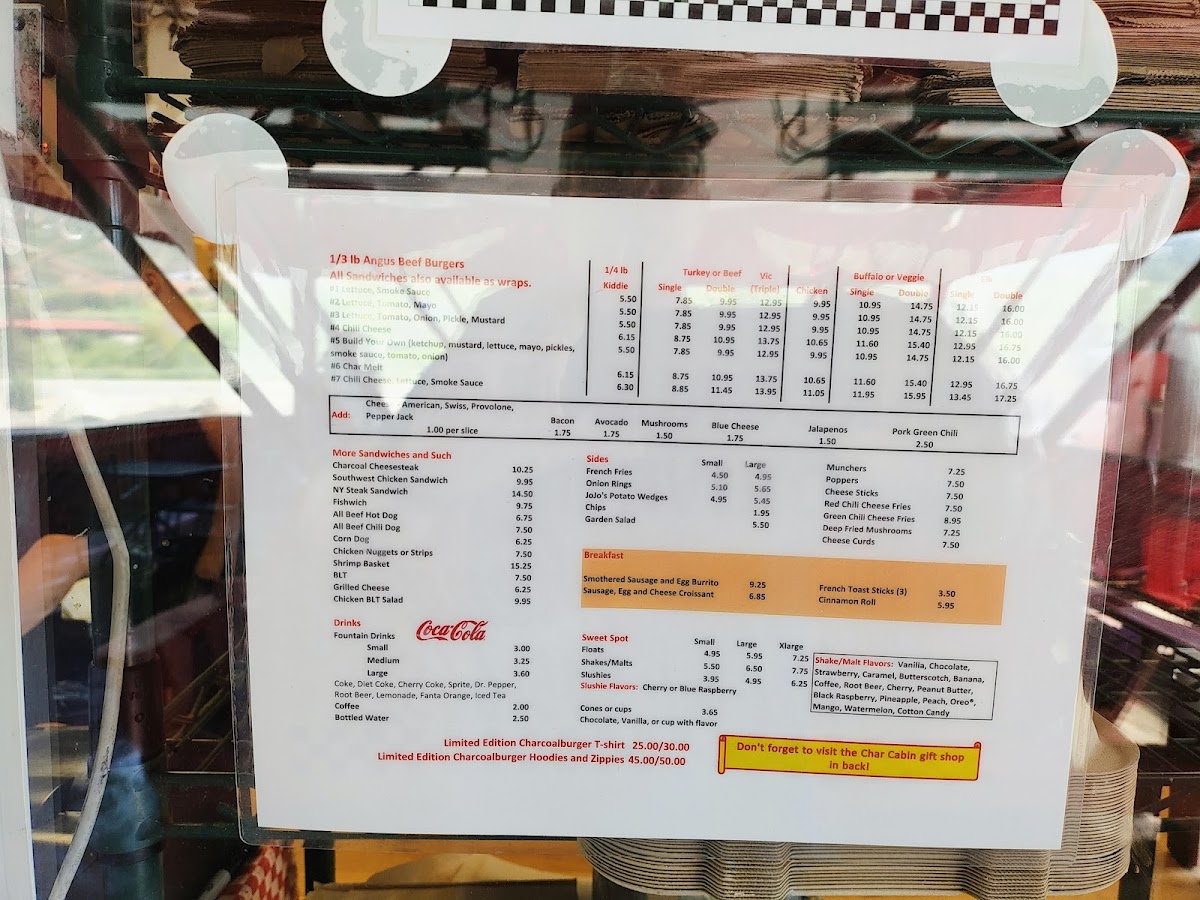 1/3 lb Angus Beef Burgers
All Sandwiches also available as wraps.
1/4 lb Kiddie
Turkey or Beef Single Double
Vic (Triple)
Chicken
Buffalo or Veggie Single Double
Single Double
#1 Lettuce, Smoke Sauce 5.50 7.85 9.95 12.95 9.95 10.95 14.75 12.15 16.00
#2 Lettuce, Tomato, Mayo 5.50 7.85 9.95 12.95 9.95 10.95 14.75 12.15 16.00
#3 Lettuce, Tomato, Onion, Pickle, Mustard 5.50 7.85 9.95 12.95 9.95 10.95 14.75 12.15 16.00
#4 Chili Cheese 6.15 8.75 10.95 13.75 10.65 11.60 15.40 12.95 16.75
#5 Build Your Own (ketchup, mustard, lettuce, mayo, pickles, 5.50 7.85 9.95 12.95 9.95 10.95 14.75 12.15 16.00
smoke sauce, tomato, onion)
#6 Char Melt 6.15 8.75 10.95 13.75 10.65 11.60 15.40 12.95 16.75
#7 Chili Cheese, Lettuce, Smoke Sauce 6.30 8.85 11.45 13.95 11.05 11.95 15.95 13.45 17.25
Add:
American, Swiss, Provolone,
Pepper Jack
1.00 per slice
Bacon 1.75
Avocado 1.75
Mushrooms 1.50
Blue Cheese 1.75
Jalapenos 1.50
Pork Green Chili 2.50
More Sandwiches and Such
Charcoal Cheesesteak 10.25
Southwest Chicken Sandwich 9.95
NY Steak Sandwich 14.50
Fishwich 9.75
All Beef Hot Dog 6.75
All Beef Chili Dog 7.50
Corn Dog 6.25
Chicken Nuggets or Strips 7.50
Shrimp Basket 15.25
BLT 7.50
Grilled Cheese 6.25
Chicken BLT Salad 9.95
Sides Small Large
French Fries 4.50 4.95
Onion Rings 5.10 5.65
JoJo's Potato Wedges 4.95 5.45
Chips 1.95
Garden Salad 5.50
Munchers 7.25
Poppers 7.50
Cheese Sticks 7.50
Red Chili Cheese Fries 7.50
Green Chili Cheese Fries 8.95
Deep Fried Mushrooms 7.25
Cheese Curds 7.50
Breakfast
Smothered Sausage and Egg Burrito 9.25
Sausage, Egg and Cheese Croissant 6.85
French Toast Sticks (3) 3.50
Cinnamon Roll 5.95
Drinks
Coca-Cola
Fountain Drinks
Small 3.00
Medium 3.25
Large 3.60
Coke, Diet Coke, Cherry Coke, Sprite, Dr. Pepper,
Root Beer, Lemonade, Fanta Orange, Iced Tea
Coffee 2.00
Bottled Water 2.50
Sweet Spot Small Large Xlarge
Floats 4.95 5.95 7.25
Shakes/Malts 5.50 6.50 7.75
Slushies 3.95 4.95 6.25
Slushie Flavors: Cherry or Blue Raspberry
Cones or cups 3.65
Chocolate, Vanilla, or cup with flavor
Shake/Malt Flavors: Vanilla, Chocolate,
Strawberry, Caramel, Butterscotch, Banana,
Coffee, Root Beer, Cherry, Peanut Butter,
Black Raspberry, Pineapple, Peach, Oreo®,
Mango, Watermelon, Cotton Candy
Limited Edition Charcoalburger T-shirt 25.00/30.00
Limited Edition Charcoalburger Hoodies and Zippies 45.00/50.00
Don't forget to visit the Char Cabin gift shop
in back!